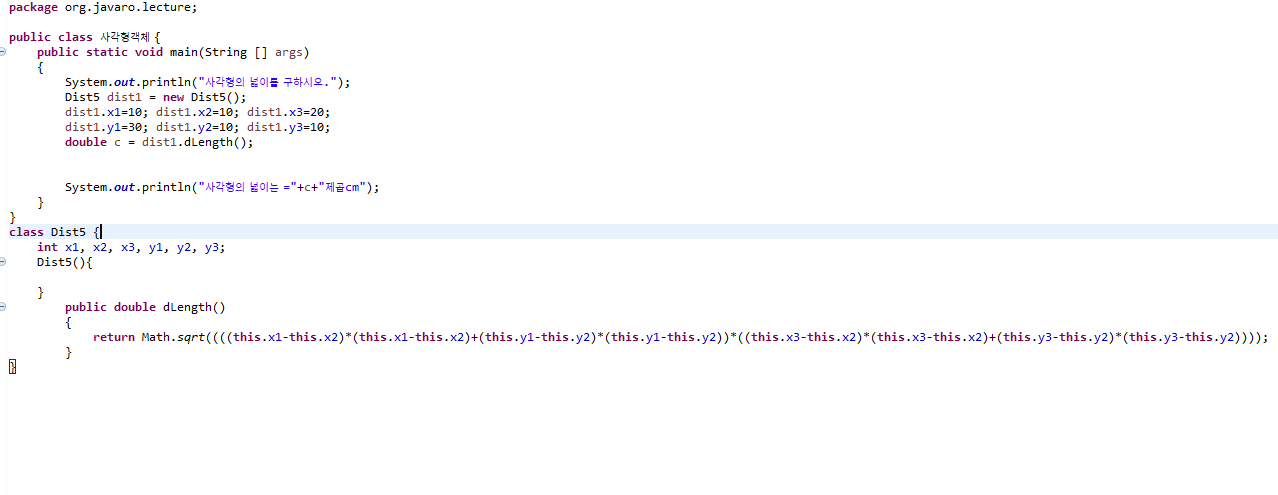 package org.javaro.lecture;
public class 사각형객체 {
public static void main(String [] args)
{
System.out.println("사각형의 넓이를 구하시오.");
Dist5 dist1 = new Dist5();
dist1.x1=10; dist1.x2=10; dist1.x3=20;
dist1.y1=30; dist1.y2=10; dist1.y3=10;
double c = dist1.dLength();
System.out.println("사각형의 넓이는 ="+c+"제곱cm");
}
}
class Dist5 {
int x1, x2, x3, y1, y2, y3;
Dist5(){
}
public double dLength()
{
return Math.sqrt((((this.x1-this.x2)*(this.x1-this.x2)+(this.y1-this.y2)*(this.y1-this.y2))*((this.x3-this.x2)*(this.x3-this.x2)+(this.y3-this.y2)*(this.y3-this.y2))));
}
}